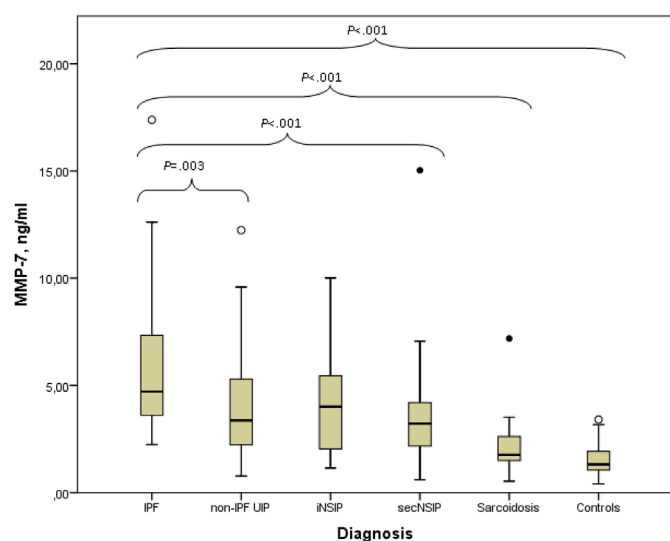 P<.001
20,00
P<.001
P<.001
15,00
P=.003
MMP-7, ng/ml
10,00
5,00
,00
IPF non-IPF UIP iNSIP secNSIP Sarcoidosis Controls
Diagnosis